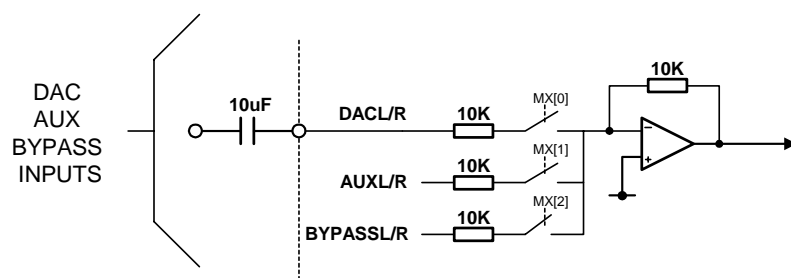 DAC
AUX
BYPASS
INPUTS
10uF
DACL/R
10K
MX[0]
10K
−
+
AUXL/R
10K
MX[1]
BYPASSL/R
10K
MX[2]